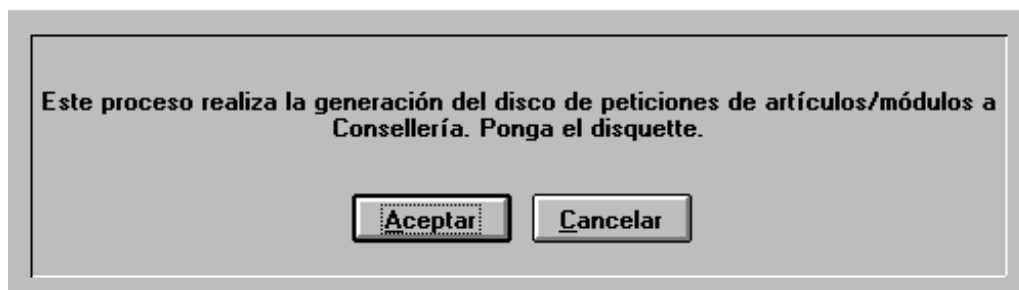 Este proceso realiza la generación del disco de peticiones de artículos/módulos a
Consellería. Ponga el disquette.
Aceptar Cancelar